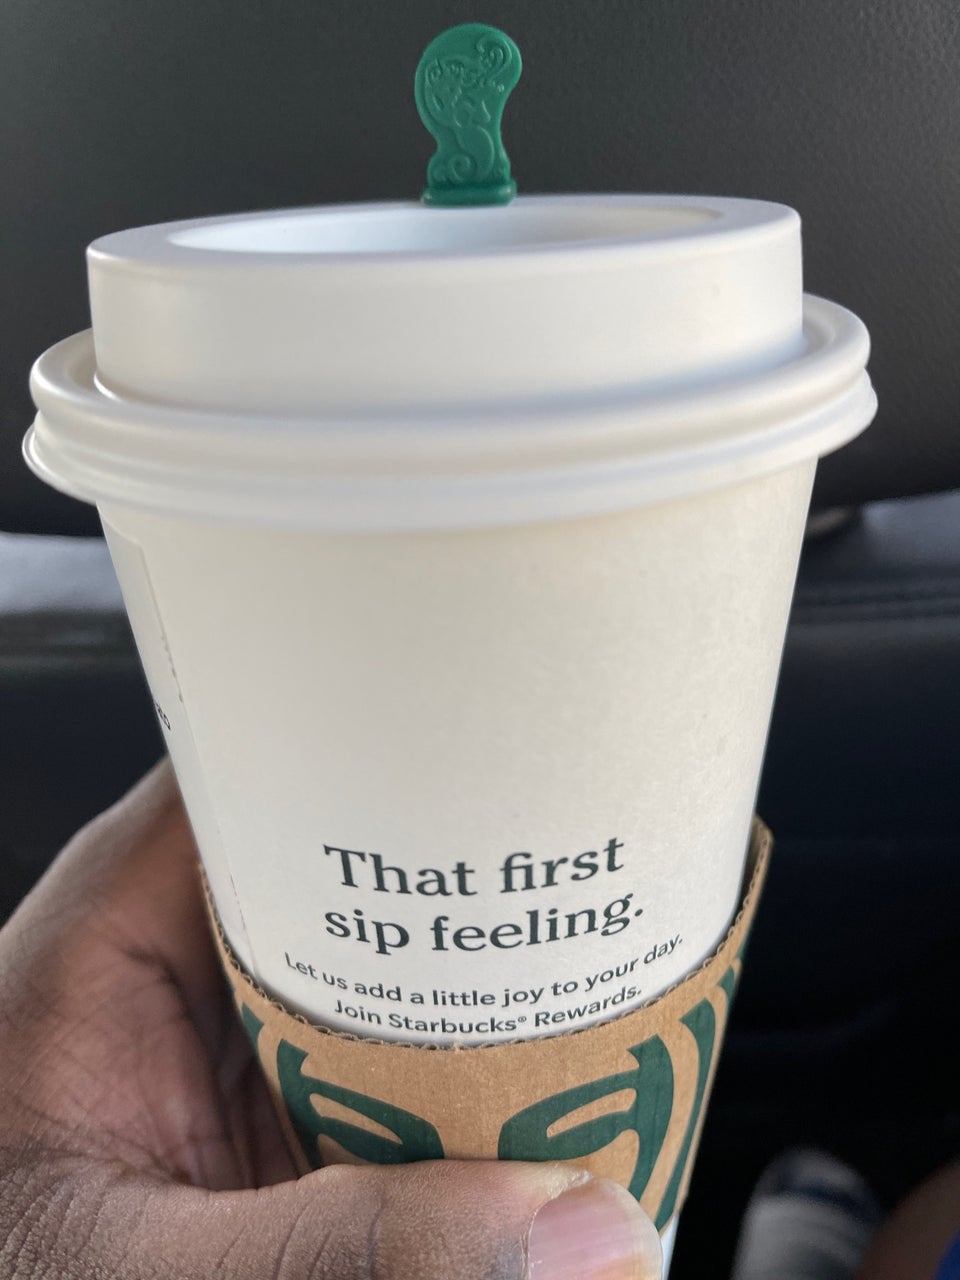 That first
sip feeling.
Let us add a little joy to your day.
Join Starbucks® Rewards.